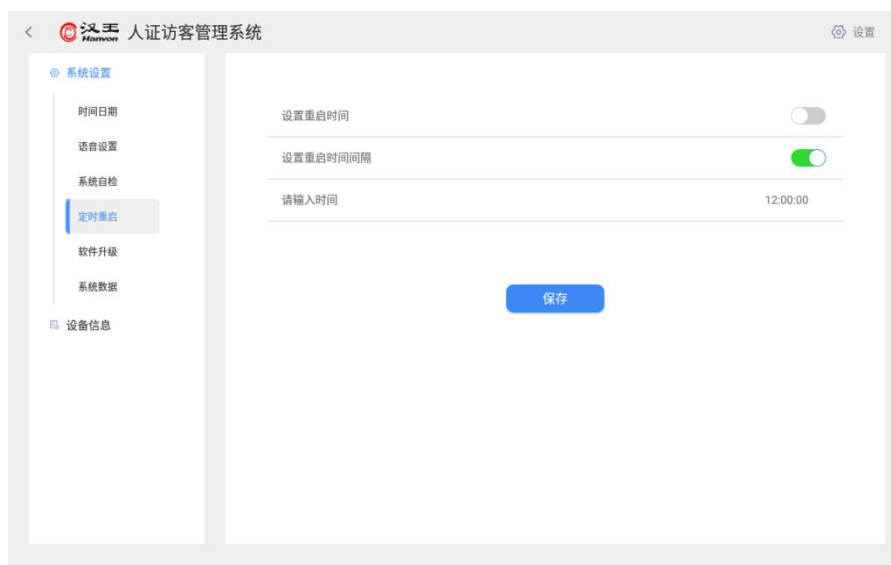 汉王 Hanvon 人证访客管理系统
设置
系统设置
时间日期
语音设置
系统自检
定时重启
软件升级
系统数据
设备信息
设置重启时间
设置重启时间间隔
请输入时间 12:00:00
保存